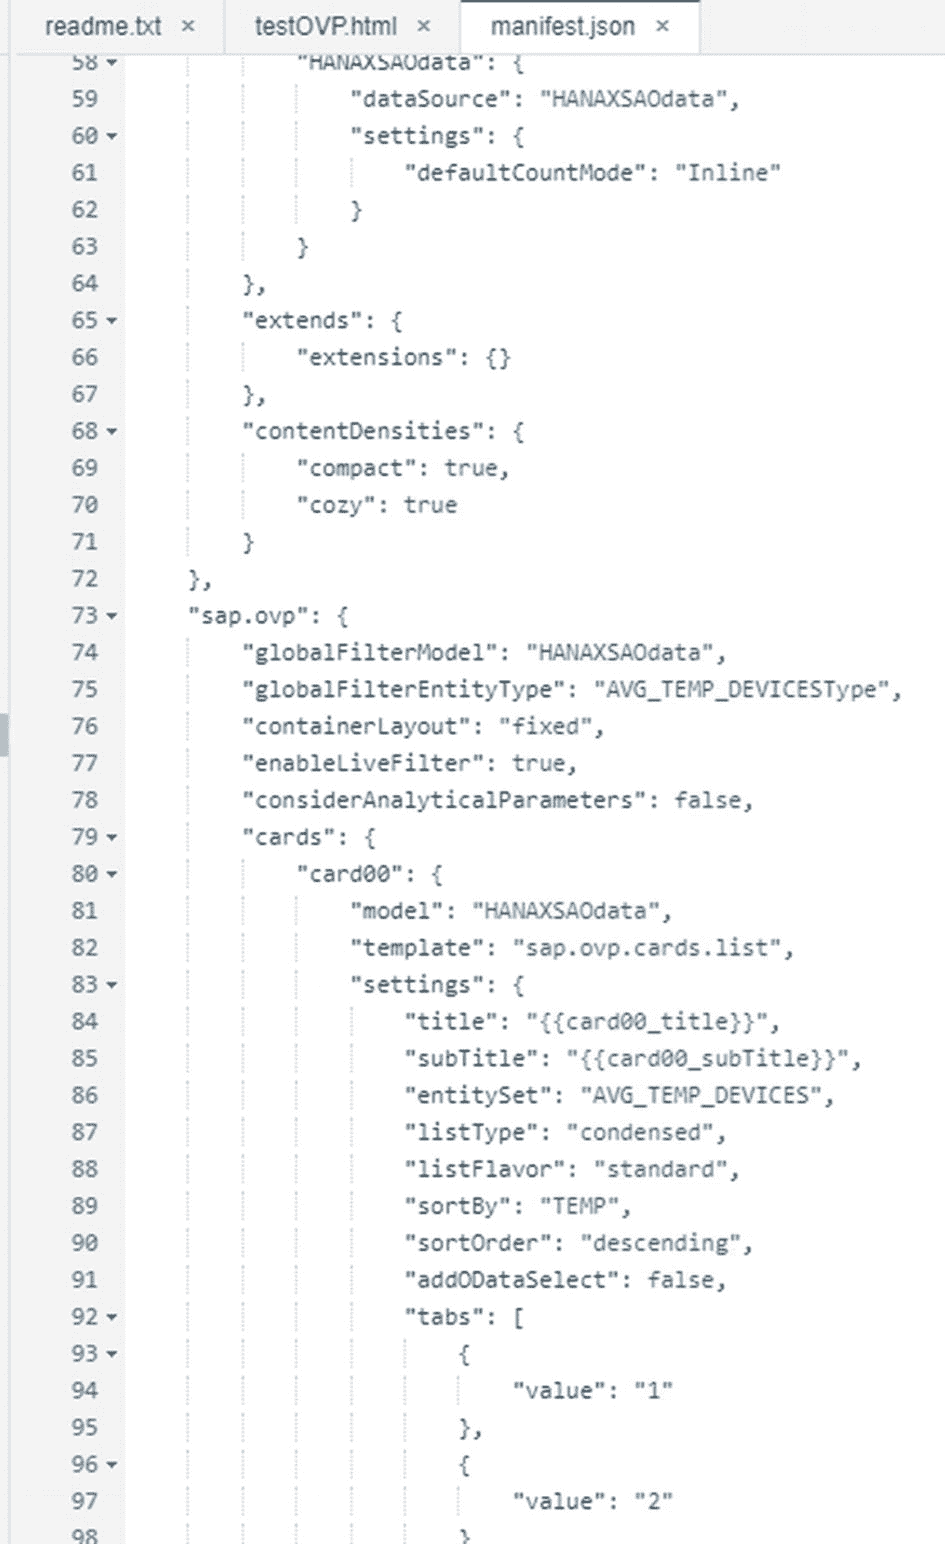 readme.txt × testOVP.html × manifest.json ×
58 "HANAXSAOdata": {
59 "dataSource": "HANAXSAOdata",
60 "settings": {
61 "defaultCountMode": "Inline"
62 }
63 }
64 },
65 "extends": {
66 "extensions": {}
67 },
68 "contentDensities": {
69 "compact": true,
70 "cozy": true
71 }
72 },
73 "sap.ovp": {
74 "globalFilterModel": "HANAXSAOdata",
75 "globalFilterEntityType": "AVG_TEMP_DEVICESType",
76 "containerLayout": "fixed",
77 "enableLiveFilter": true,
78 "considerAnalyticalParameters": false,
79 "cards": {
80 "card00": {
81 "model": "HANAXSAOdata",
82 "template": "sap.ovp.cards.list",
83 "settings": {
84 "title": "{{card00_title}}",
85 "subTitle": "{{card00_subTitle}}",
86 "entitySet": "AVG_TEMP_DEVICES",
87 "listType": "condensed",
88 "listFlavor": "standard",
89 "sortBy": "TEMP",
90 "sortOrder": "descending",
91 "addODataSelect": false,
92 "tabs": [
93 {
94 "value": "1"
95 },
96 {
97 "value": "2"
98 }